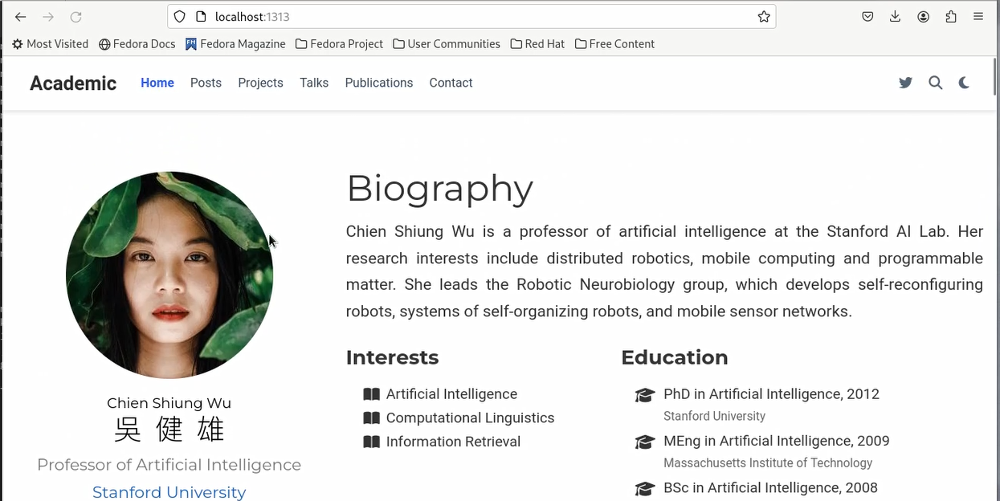 localhost:1313
Most Visited Fedora Docs Fedora Magazine Fedora Project User Communities Red Hat Free Content
Academic Home Posts Projects Talks Publications Contact
Chien Shiung Wu
吳健雄
Professor of Artificial Intelligence
Stanford University
Biography
Chien Shiung Wu is a professor of artificial intelligence at the Stanford AI Lab. Her
research interests include distributed robotics, mobile computing and programmable
matter. She leads the Robotic Neurobiology group, which develops self-reconfiguring
robots, systems of self-organizing robots, and mobile sensor networks.
Interests
Artificial Intelligence
Computational Linguistics
Information Retrieval
Education
PhD in Artificial Intelligence, 2012
Stanford University
MEng in Artificial Intelligence, 2009
Massachusetts Institute of Technology
BSc in Artificial Intelligence, 2008